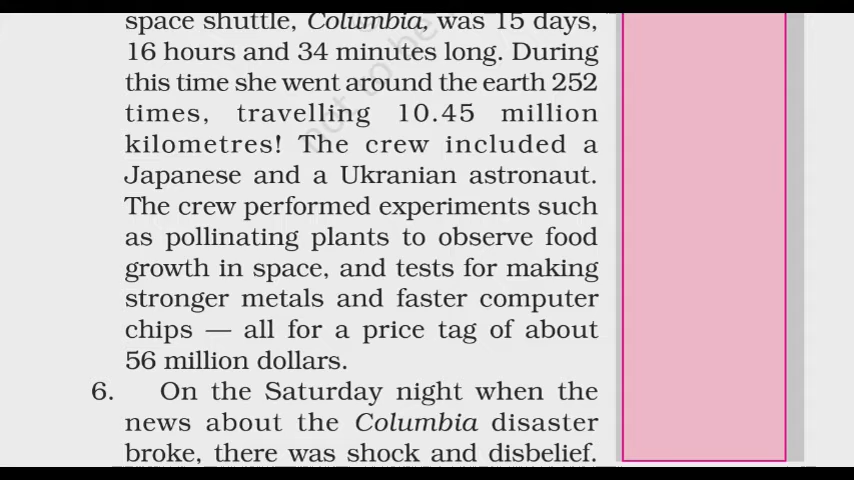 space shuttle, Columbia, was 15 days,
16 hours and 34 minutes long. During
this time she went around the earth 252
times, travelling 10.45 million
kilometres! The crew included a
Japanese and a Ukranian astronaut.
The crew performed experiments such
as pollinating plants to observe food
growth in space, and tests for making
stronger metals and faster computer
chips — all for a price tag of about
56 million dollars.
6. On the Saturday night when the
news about the Columbia disaster
broke, there was shock and disbelief.
not to be